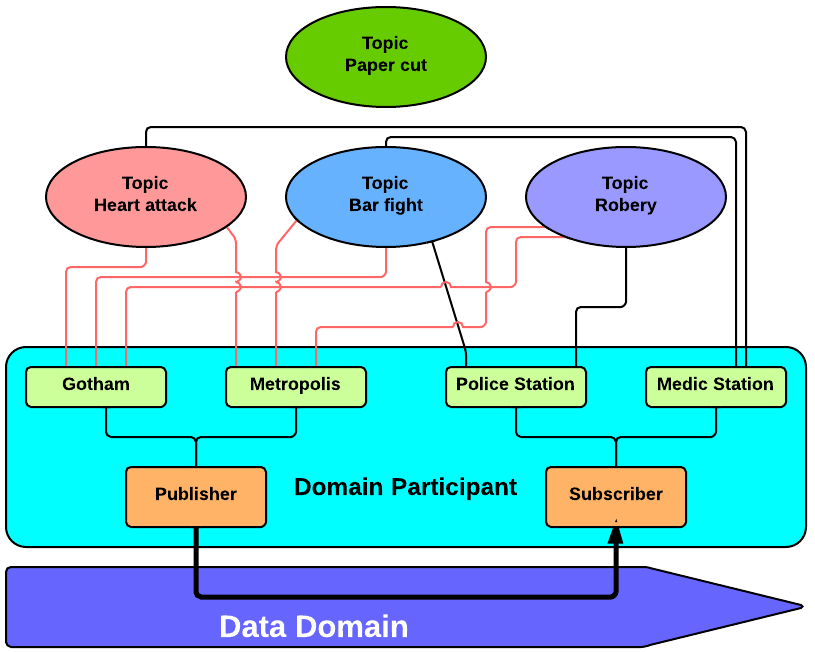 Topic
Paper cut
Topic
Heart attack
Topic
Bar fight
Topic
Robery
Gotham
Metropolis
Police Station
Medic Station
Publisher
Domain Participant
Subscriber
Data Domain